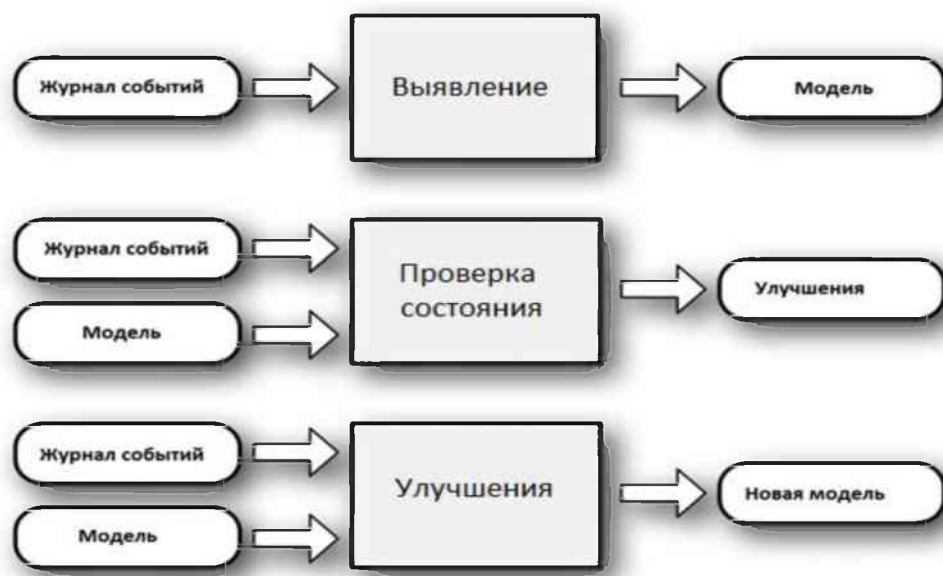 Журнал событий
Выявление
Модель
Журнал событий
Модель
Проверка
состояния
Улучшения
Журнал событий
Модель
Улучшения
Новая модель